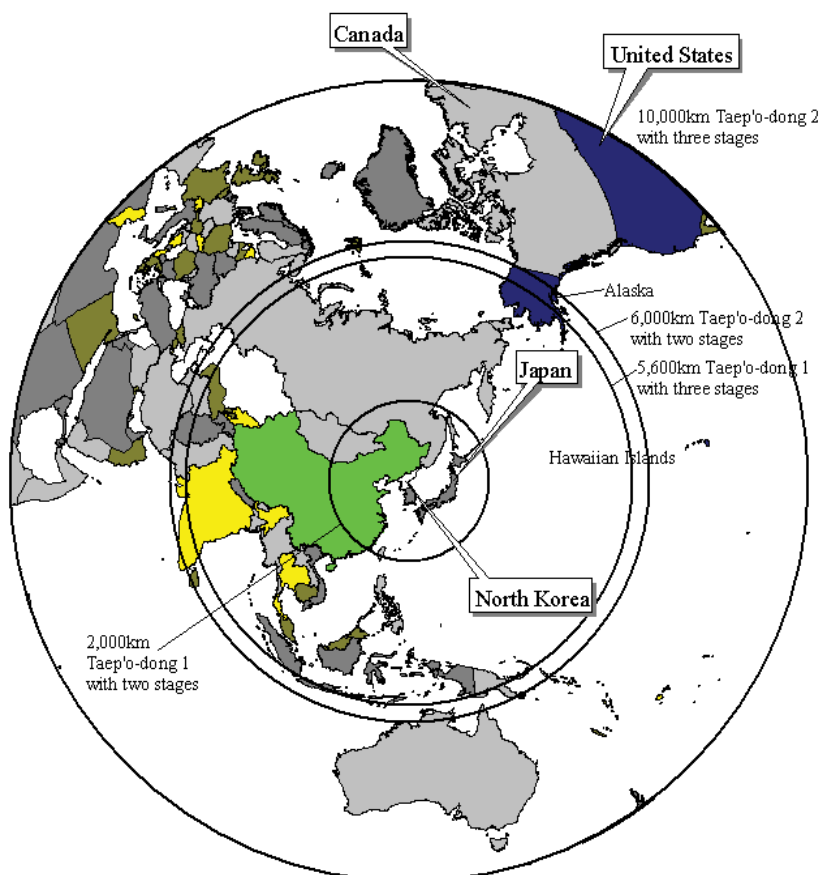 Canada
United States
10,000km Taep'o-dong 2
with three stages
Alaska
6,000km Taep'o-dong 2
with two stages
5,600km Taep'o-dong 1
with three stages
Japan
Hawaiian Islands
North Korea
2,000km
Taep'o-dong 1
with two stages